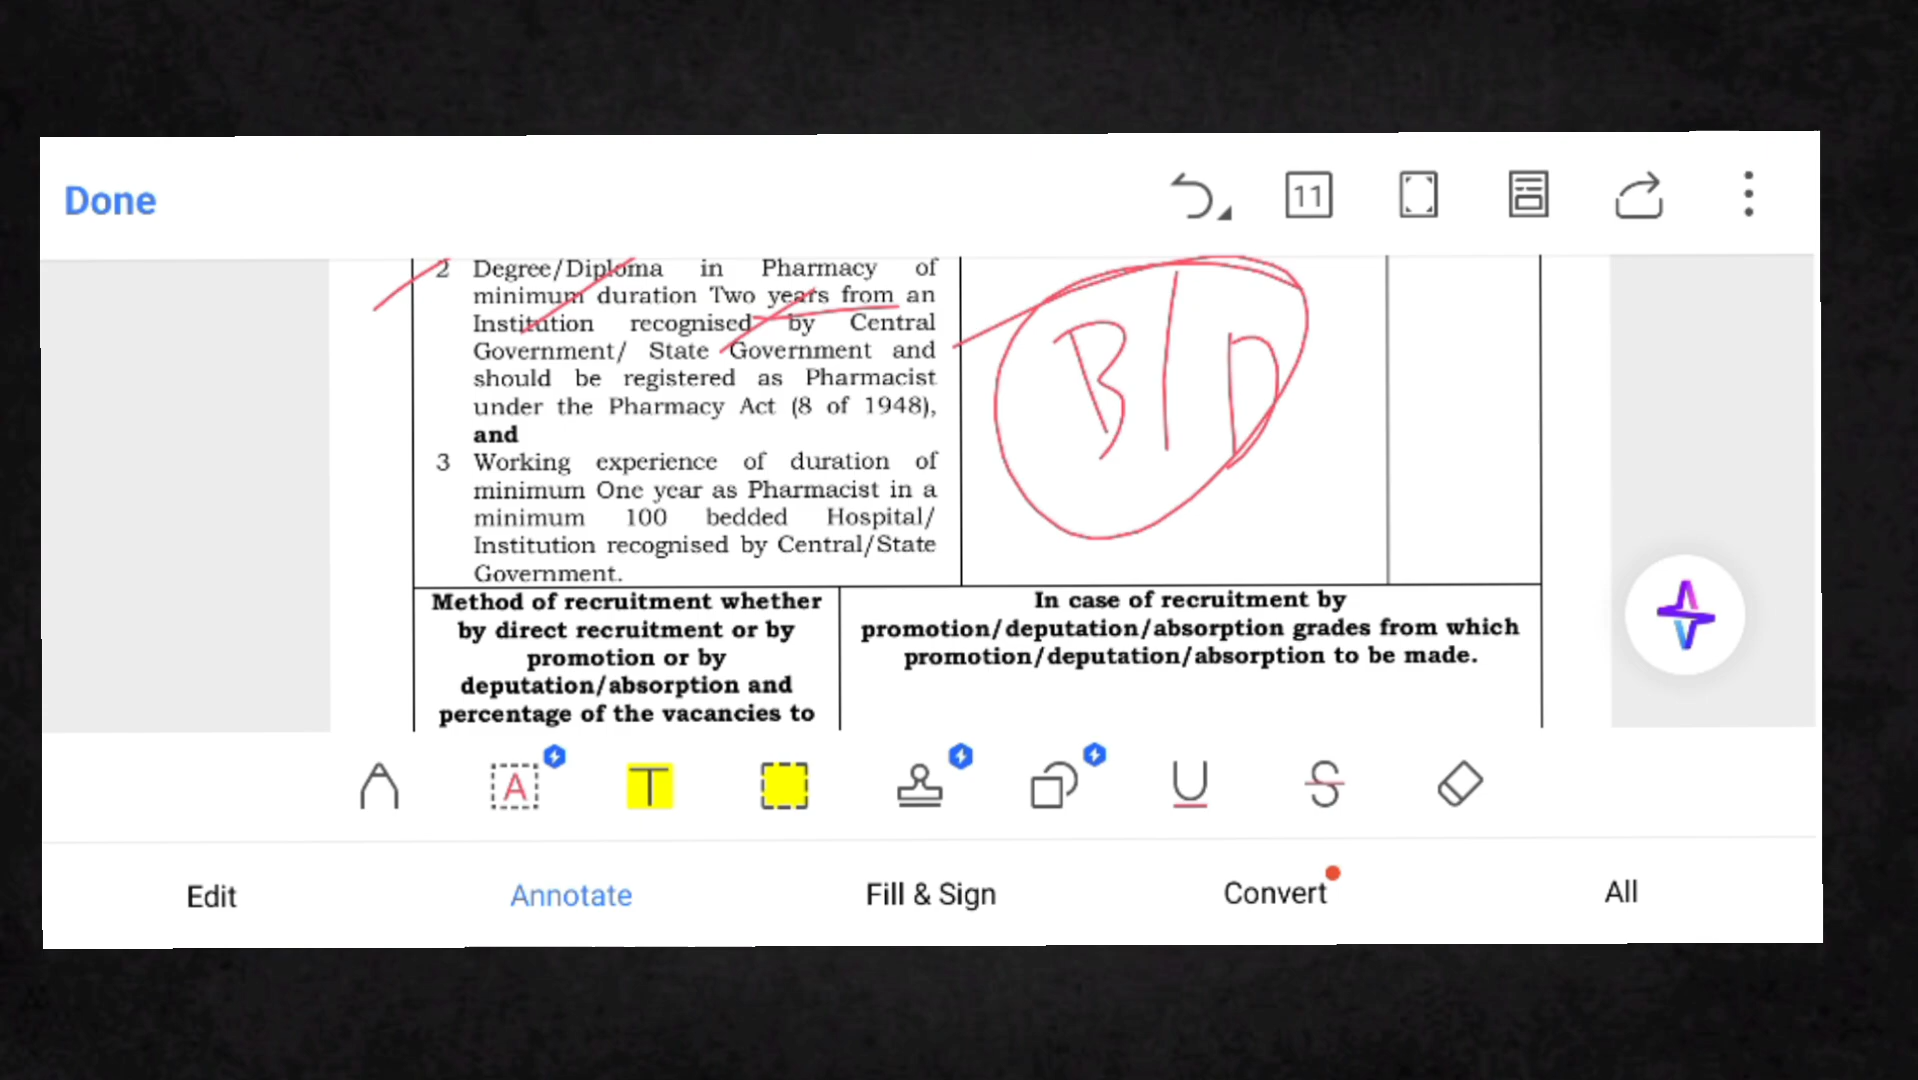 Done
11
2 Degree/Diploma in Pharmacy of
minimum duration Two years from an
Institution recognised by Central
Government/ State Government and
should be registered as Pharmacist
under the Pharmacy Act (8 of 1948),
and
3 Working experience of duration of
minimum One year as Pharmacist in a
minimum 100 bedded Hospital/
Institution recognised by Central/State
Government.
B/D
Method of recruitment whether
by direct recruitment or by
promotion or by
deputation/absorption and
percentage of the vacancies to
In case of recruitment by
promotion/deputation/absorption grades from which
promotion/deputation/absorption to be made.
A T U S
Edit Annotate Fill & Sign Convert All